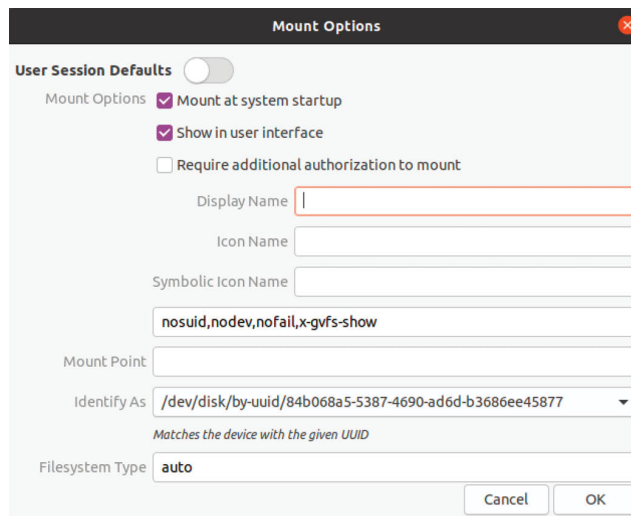 Mount Options
User Session Defaults
Mount Options Mount at system startup
Show in user interface
Require additional authorization to mount
Display Name
Icon Name
Symbolic Icon Name
nosuid,nodev,nofail,x-gvfs-show
Mount Point
Identify As /dev/disk/by-uuid/84b068a5-5387-4690-ad6d-b3686ee45877
Matches the device with the given UUID
Filesystem Type auto
Cancel OK